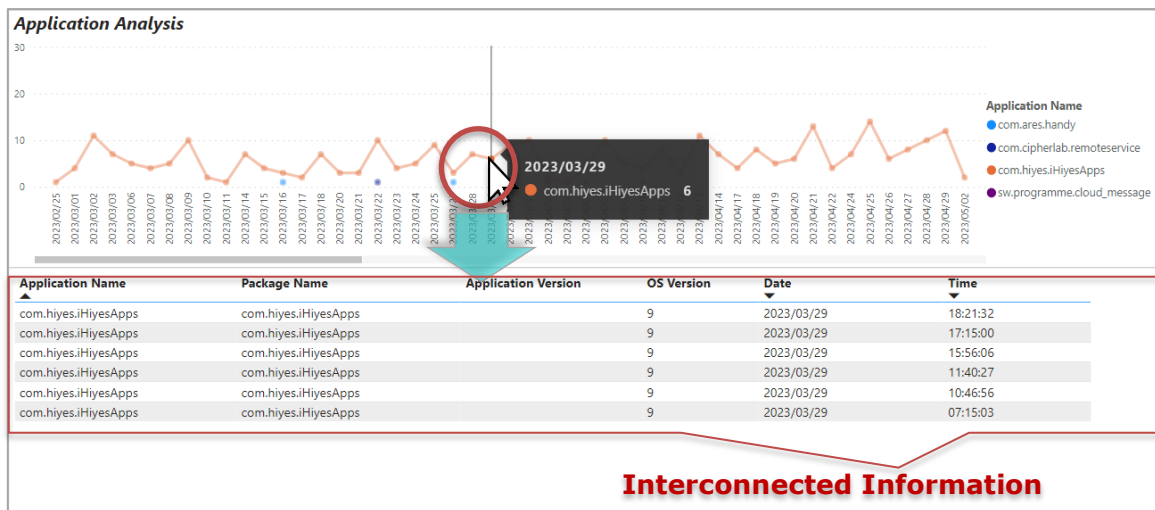 Application Analysis
30
20
10
0
2023/02/25
2023/03/01
2023/03/02
2023/03/03
2023/03/06
2023/03/07
2023/03/08
2023/03/09
2023/03/10
2023/03/11
2023/03/14
2023/03/16
2023/03/17
2023/03/18
2023/03/20
2023/03/21
2023/03/22
2023/03/23
2023/03/24
2023/03/25
2023/04/14
2023/04/17
2023/04/18
2023/04/19
2023/04/20
2023/04/21
2023/04/22
2023/04/24
2023/04/25
2023/04/26
2023/04/27
2023/04/28
2023/04/29
2023/05/02
2023/03/29
com.hiyes.iHiyesApps 6
Application Name
com.ares.handy
com.cipherlab.remoteservice
com.hiyes.iHiyesApps
sw.programme.cloud_message
Application Name Package Name Application Version OS Version Date Time
com.hiyes.iHiyesApps com.hiyes.iHiyesApps 9 2023/03/29 18:21:32
com.hiyes.iHiyesApps com.hiyes.iHiyesApps 9 2023/03/29 17:15:00
com.hiyes.iHiyesApps com.hiyes.iHiyesApps 9 2023/03/29 15:56:06
com.hiyes.iHiyesApps com.hiyes.iHiyesApps 9 2023/03/29 11:40:27
com.hiyes.iHiyesApps com.hiyes.iHiyesApps 9 2023/03/29 10:46:56
com.hiyes.iHiyesApps com.hiyes.iHiyesApps 9 2023/03/29 07:15:03
Interconnected Information